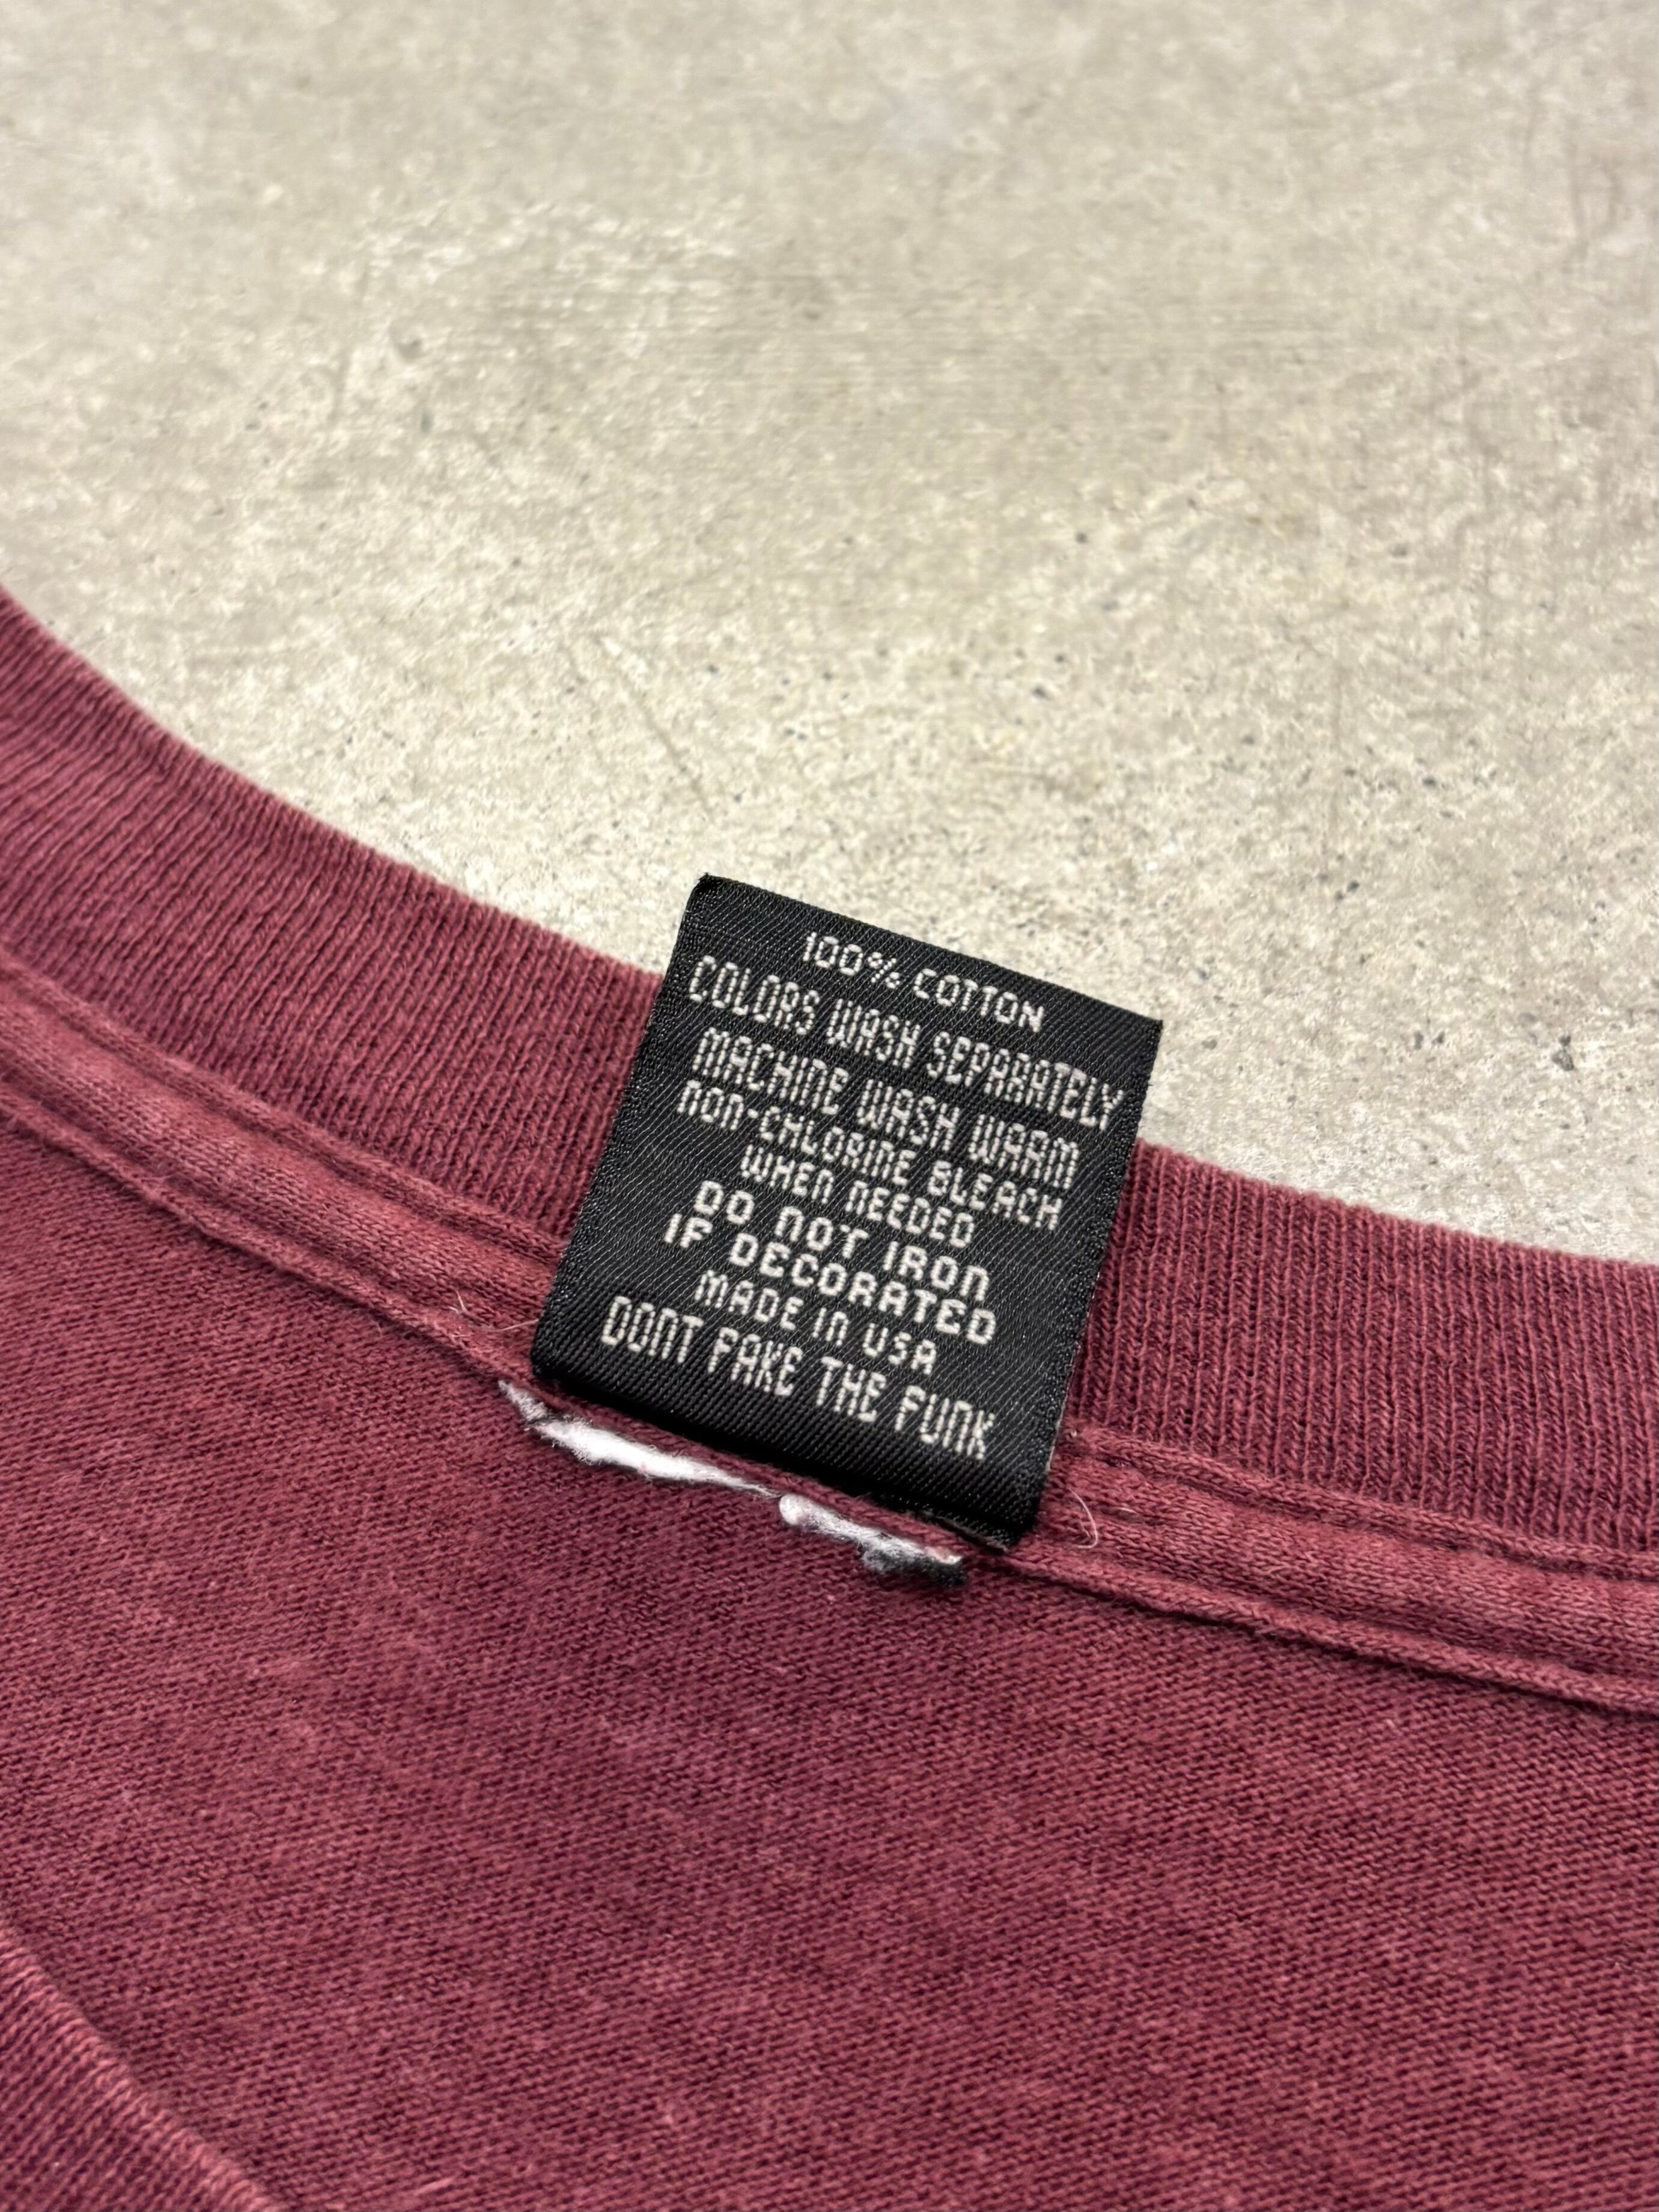 100% COTTON
COLORS WASH SEPARATELY
MACHINE WASH WARM
NON-CHLORINE BLEACH
WHEN NEEDED
DO NOT IRON
IF DECORATED
MADE IN USA
DONT FAKE THE FUNK